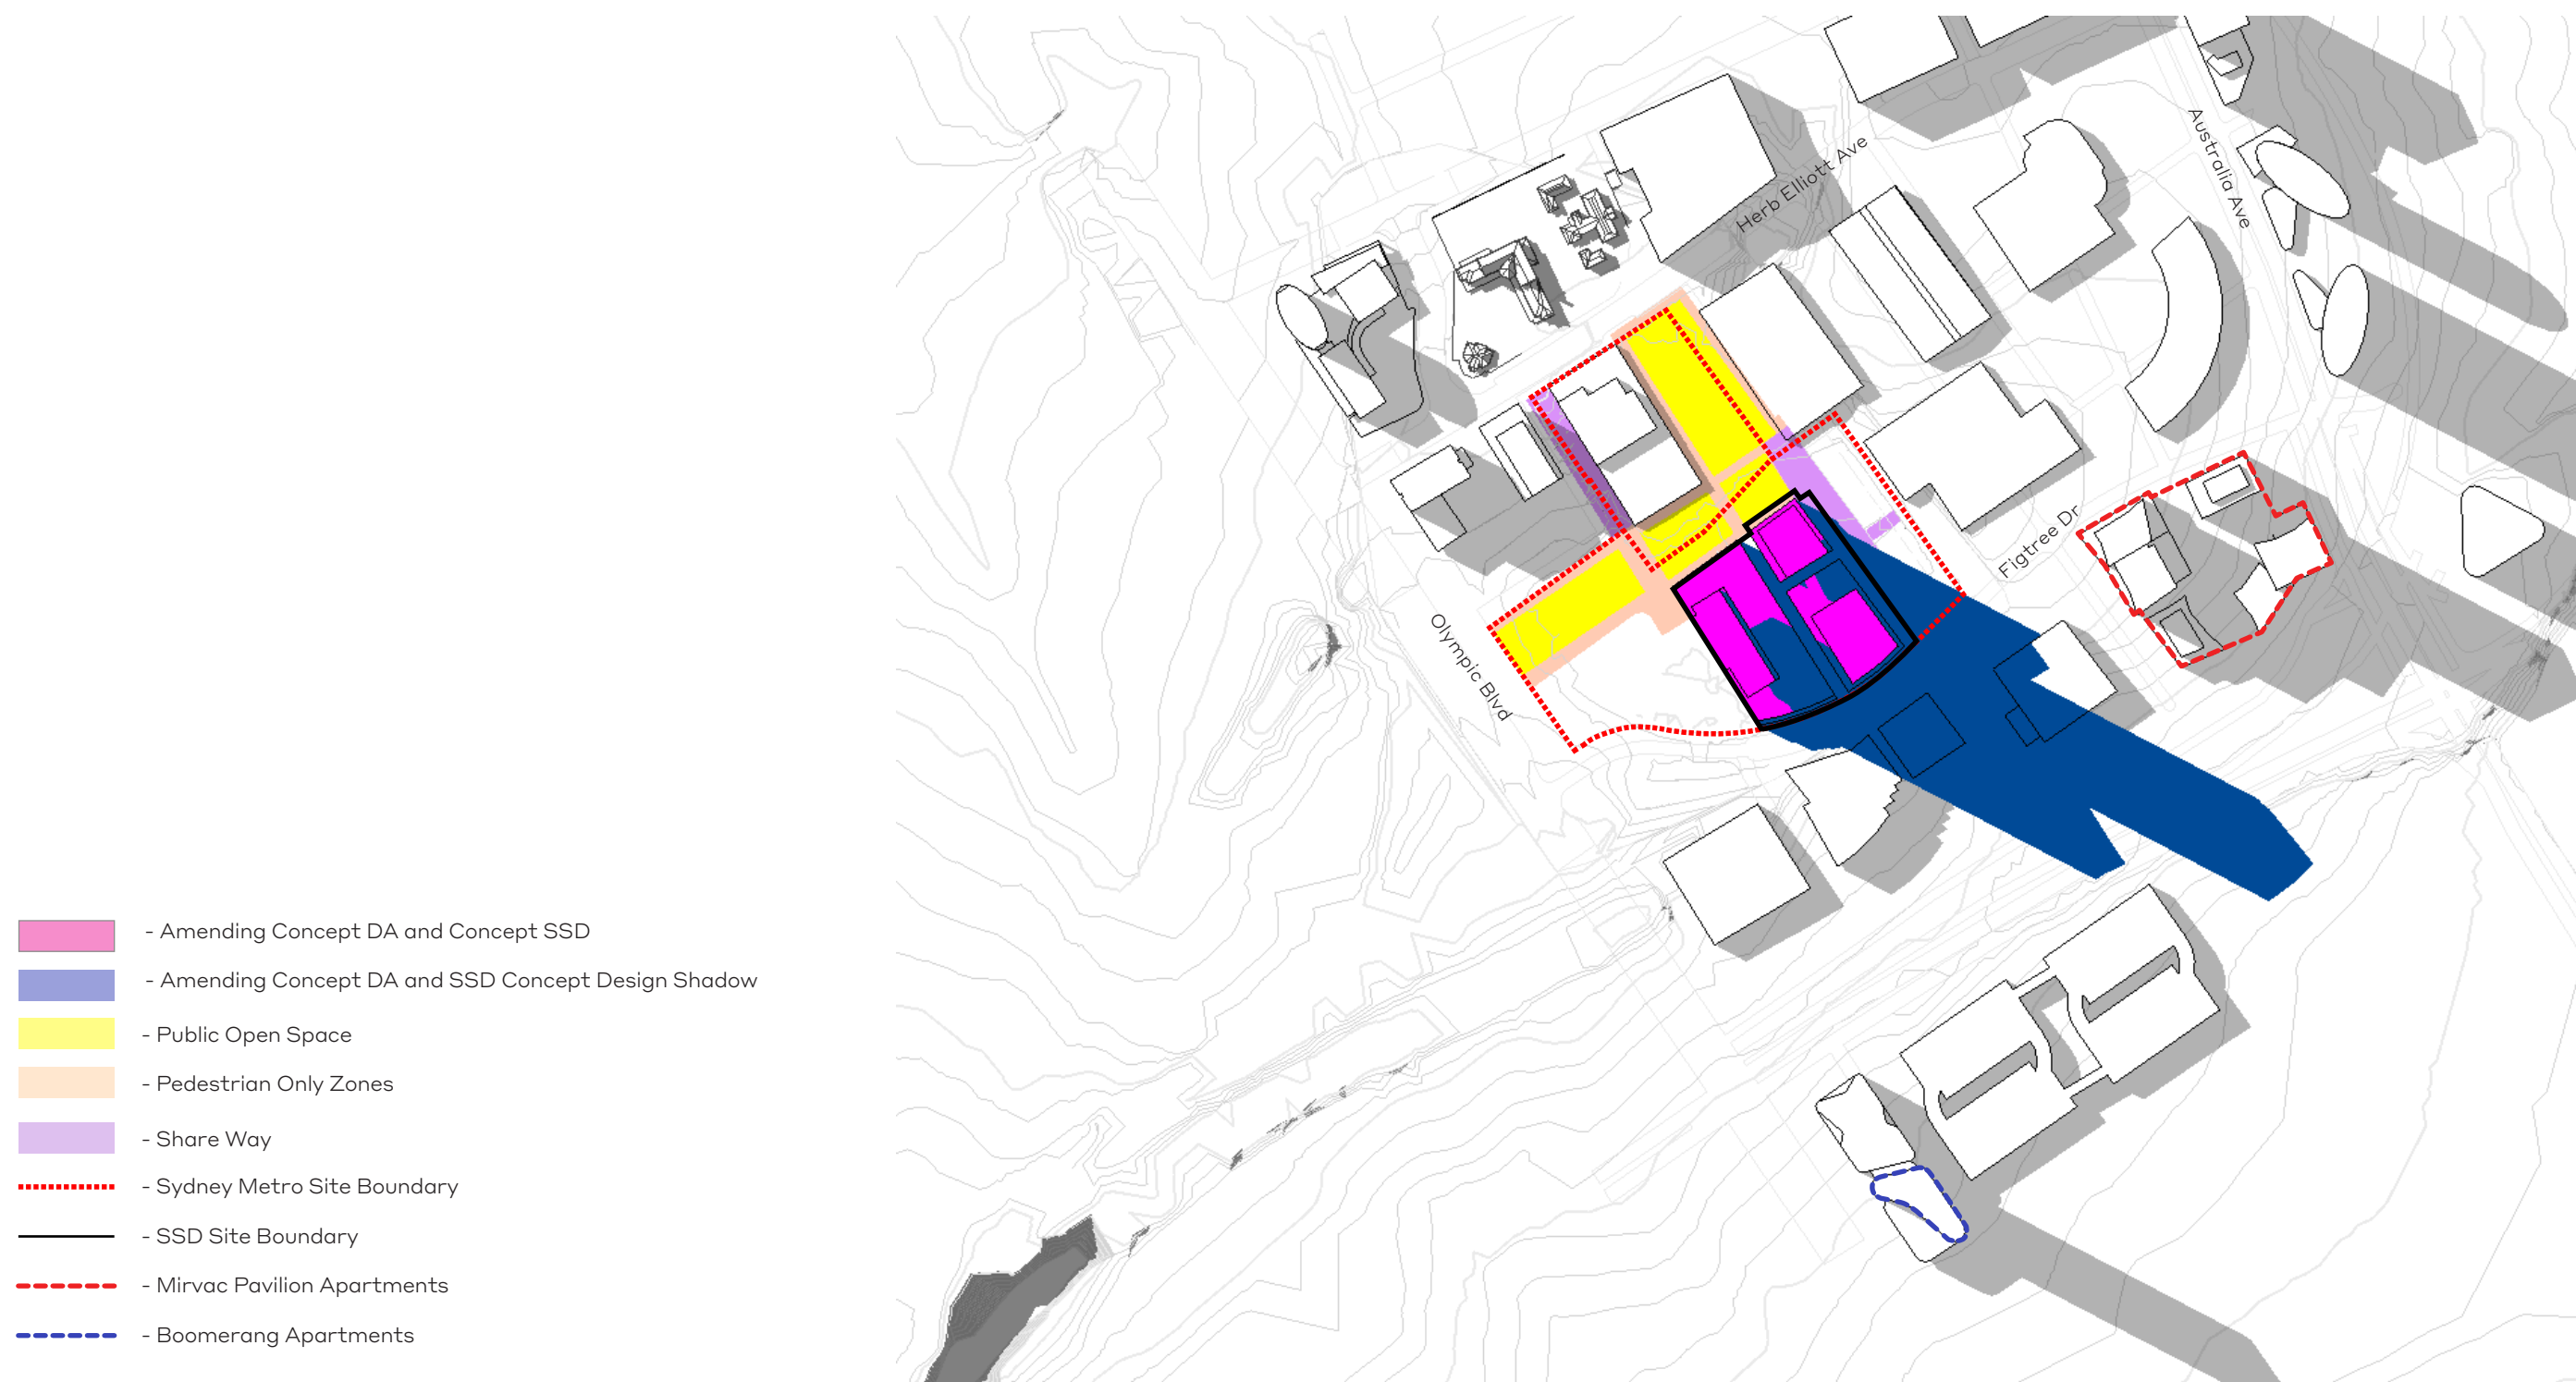 Herb Elliott Ave
Australia Ave
Figtree Dr
Olympic Blvd
- Amending Concept DA and Concept SSD
- Amending Concept DA and SSD Concept Design Shadow
- Public Open Space
- Pedestrian Only Zones
- Share Way
- Sydney Metro Site Boundary
- SSD Site Boundary
- Mirvac Pavilion Apartments
- Boomerang Apartments